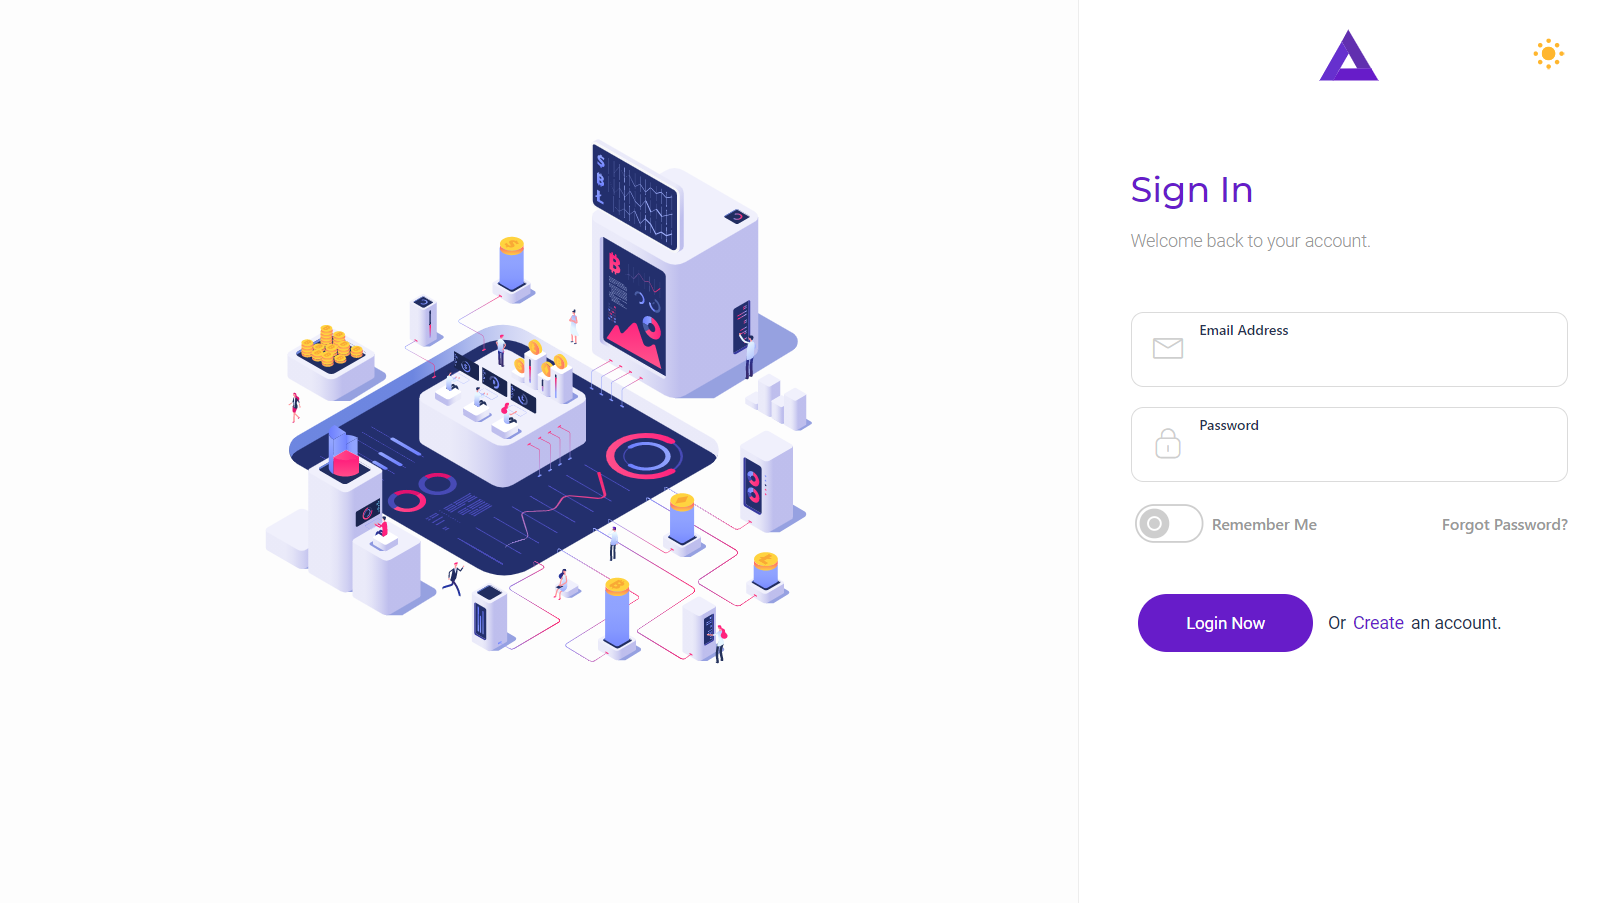 Sign In
Welcome back to your account.
Email Address
Password
Remember Me
Forgot Password?
Login Now
Or Create an account.